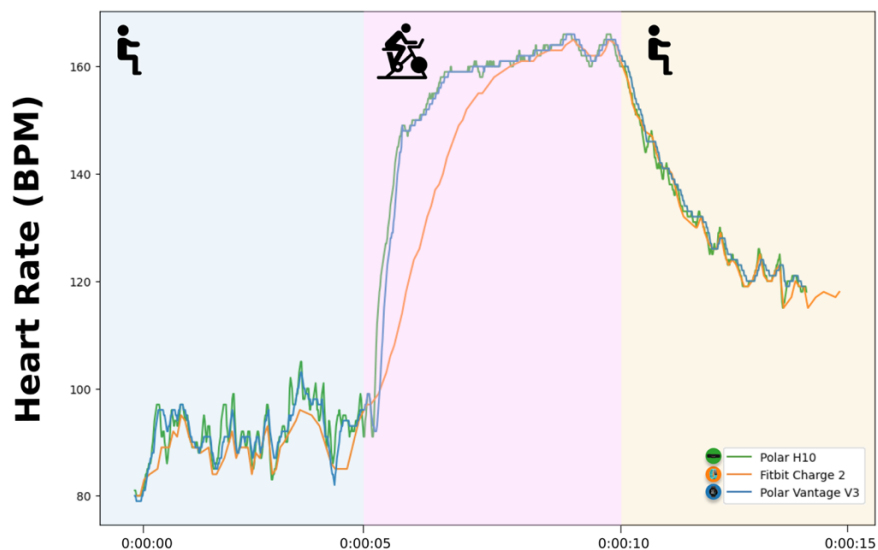 Heart Rate (BPM)
160
140
120
100
80
Polar H10
Fitbit Charge 2
Polar Vantage V3
0:00:00
0:00:05
0:00:10
0:00:15